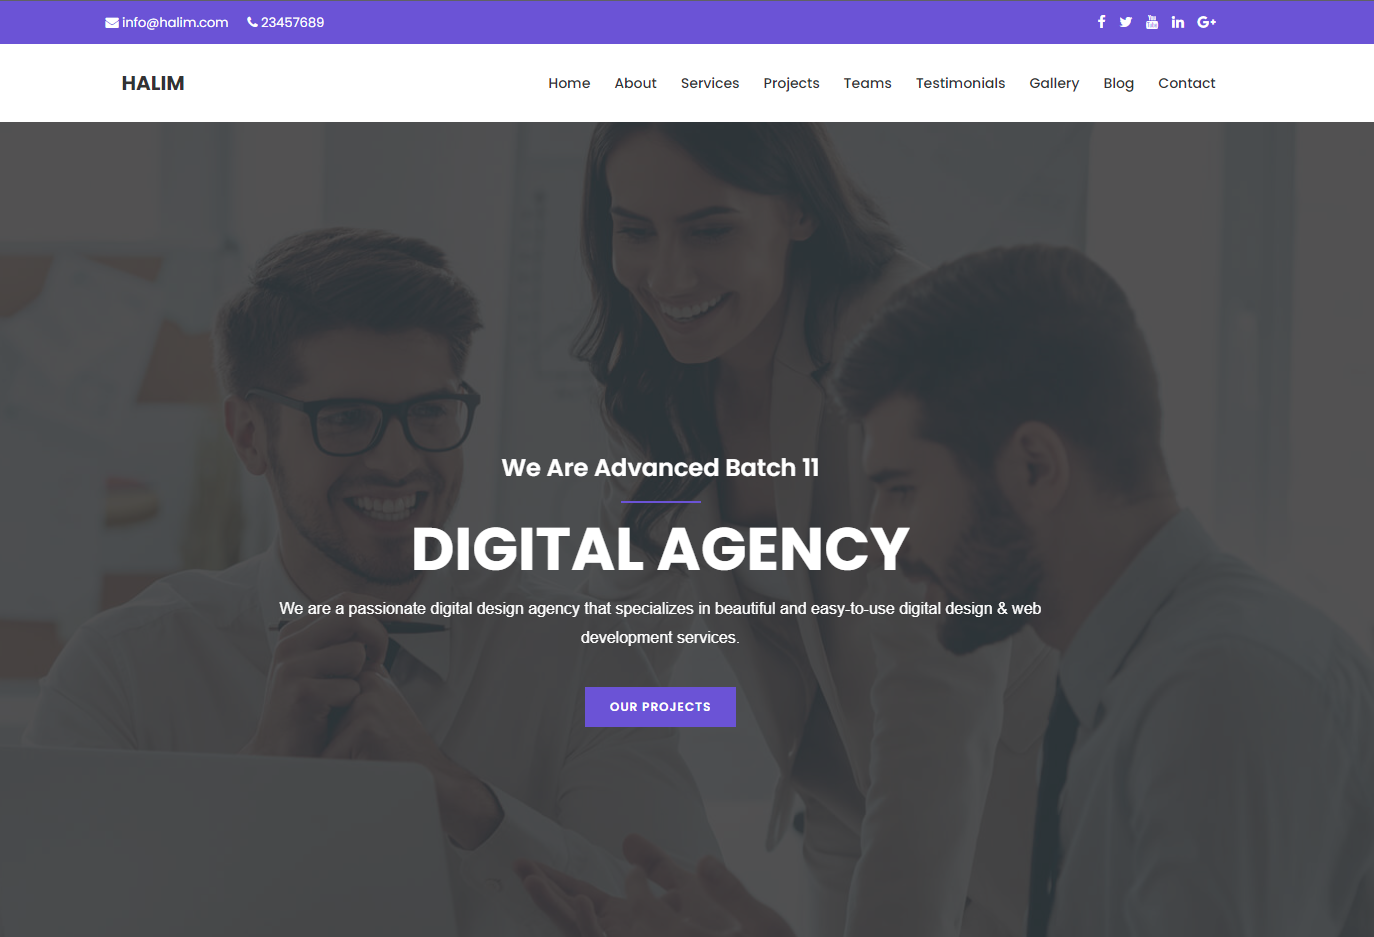 info@halim.com 23457689
HALIM
Home About Services Projects Teams Testimonials Gallery Blog Contact
We Are Advanced Batch 11
DIGITAL AGENCY
We are a passionate digital design agency that specializes in beautiful and easy-to-use digital design & web
development services.
OUR PROJECTS